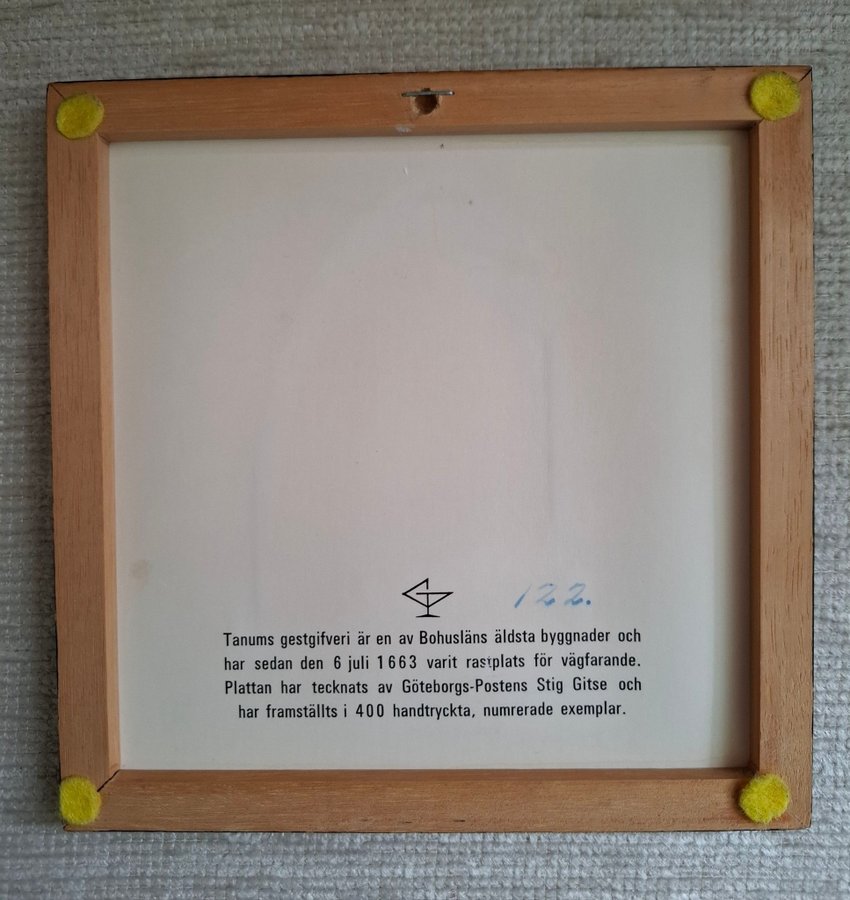 122.
Tanums gestgifveri är en av Bohusläns äldsta byggnader och
har sedan den 6 juli 1663 varit rastplats för vägfarande.
Plattan har tecknats av Göteborgs-Postens Stig Gitse och
har framställts i 400 handtryckta, numrerade exemplar.